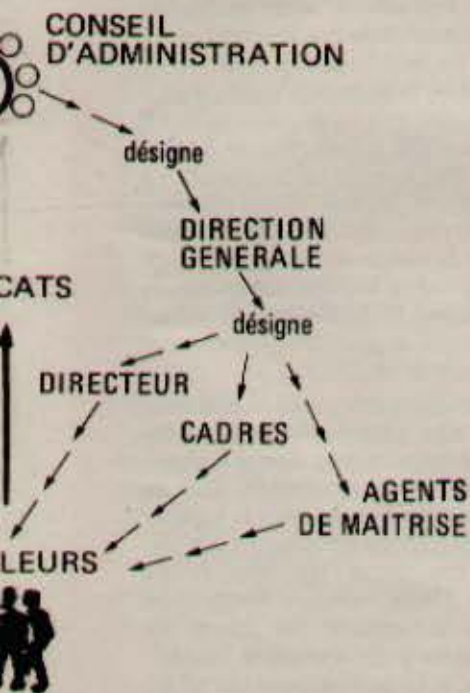 CONSEIL
D'ADMINISTRATION
désigne
DIRECTION
GENERALE
CATS
désigne
DIRECTEUR
CADRES
AGENTS
DE MAITRISE
LEURS